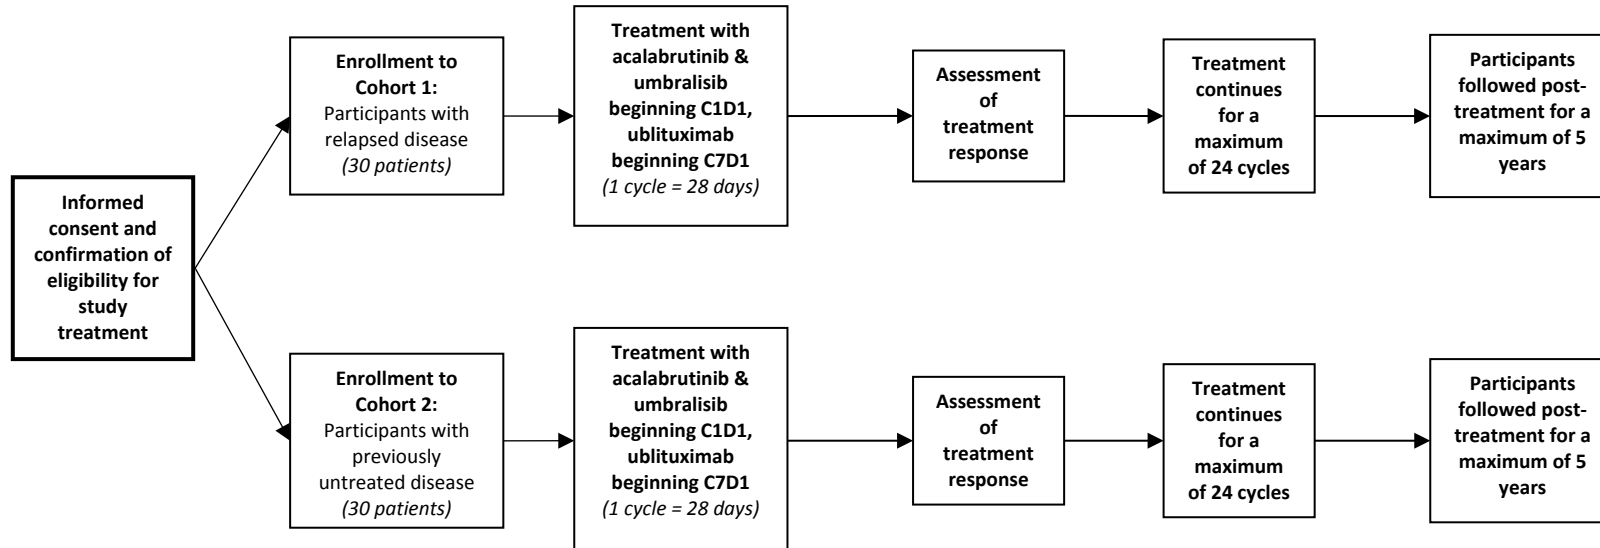 Informed
consent and
confirmation of
eligibility for
study
treatment
Enrollment to
Cohort 1:
Participants with
relapsed disease
(30 patients)
Treatment with
acalabrutinib &
umbralisib
beginning C1D1,
ublituximab
beginning C7D1
(1 cycle = 28 days)
Assessment
of
treatment
response
Treatment
continues
for a
maximum
of 24 cycles
Participants
followed post-
treatment for a
maximum of 5
years
Enrollment to
Cohort 2:
Participants with
previously
untreated disease
(30 patients)
Treatment with
acalabrutinib &
umbralisib
beginning C1D1,
ublituximab
beginning C7D1
(1 cycle = 28 days)
Assessment
of
treatment
response
Treatment
continues
for a
maximum
of 24 cycles
Participants
followed post-
treatment for a
maximum of 5
years